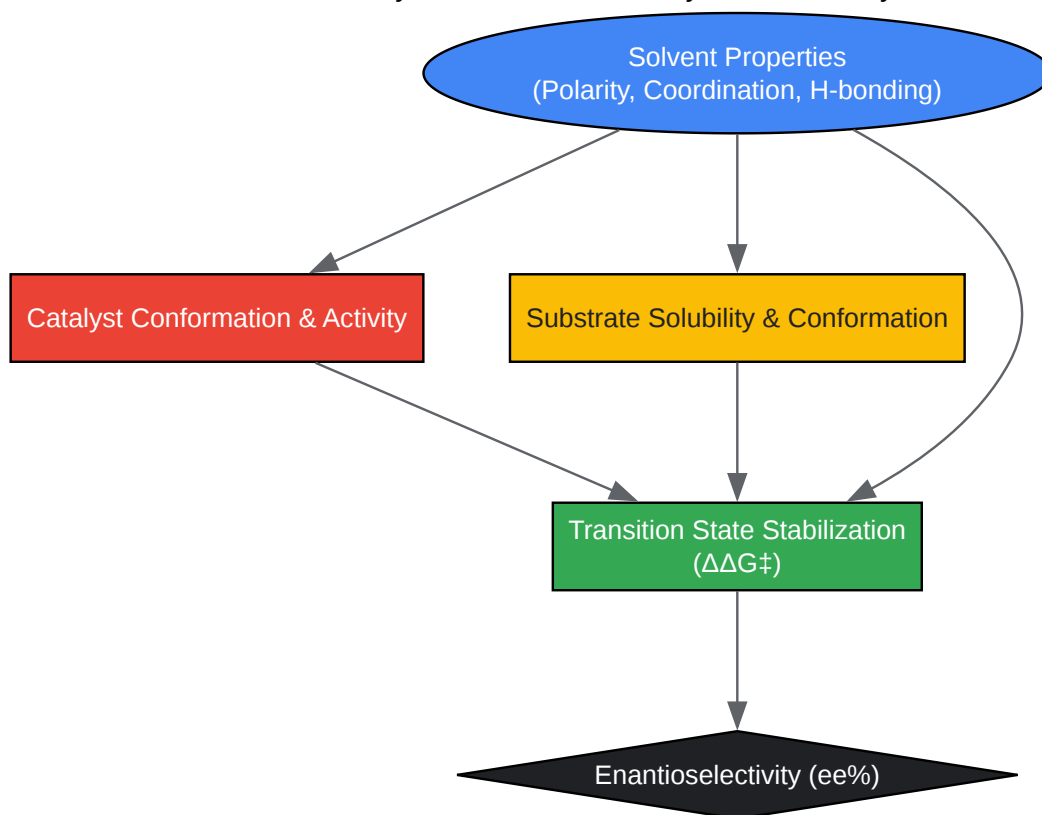 Solvent Properties
(Polarity, Coordination, H-bonding)
Catalyst Conformation & Activity
Substrate Solubility & Conformation
Transition State Stabilization
(ΔΔG‡)
Enantioselectivity (ee%)